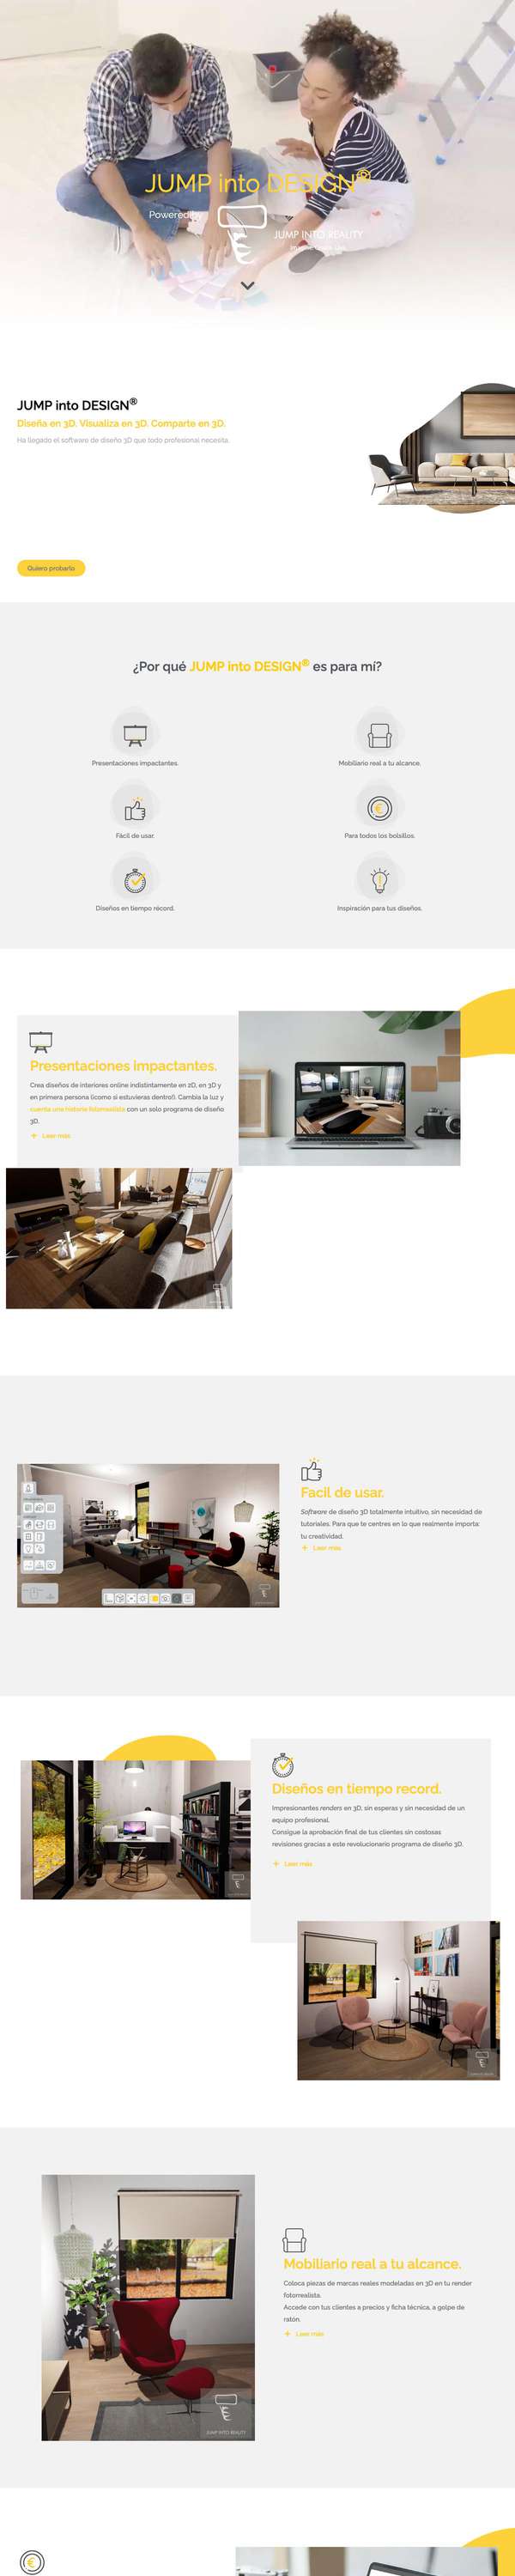 JUMP into DESIGN®
Powered by
JUMP INTO REALITY
JUMP into DESIGN®
Diseña en 3D. Visualiza en 3D. Comparte en 3D.
Ha llegado el software de diseño 3D que todo profesional necesita.
Quiero probarlo
¿Por qué JUMP into DESIGN® es para mí?
Presentaciones impactantes.
Mobiliario real a tu alcance.
Fácil de usar.
Para todos los bolsillos.
Diseños en tiempo récord.
Inspiración para tus diseños.
Presentaciones impactantes.
Crea diseños de interiores online indistintamente en 2D, en 3D y
en primera persona (¡como si estuvieras dentro!). Cambia la luz y
cuenta una historia fotorrealista con un solo programa de diseño
3D.
+ Leer más
Facil de usar.
Software de diseño 3D totalmente intuitivo, sin necesidad de
tutoriales. Para que te centres en lo que realmente importa:
tu creatividad.
+ Leer más
Diseños en tiempo record.
Impresionantes renders en 3D, sin esperas y sin necesidad de un
equipo profesional.
Consigue la aprobación final de tus clientes sin costosas
revisiones gracias a este revolucionario programa de diseño 3D.
+ Leer más
Mobiliario real a tu alcance.
Coloca piezas de marcas reales modeladas en 3D en tu render
fotorrealista.
Accede con tus clientes a precios y ficha técnica, a golpe de
ratón.
+ Leer más
JUMP INTO REALITY